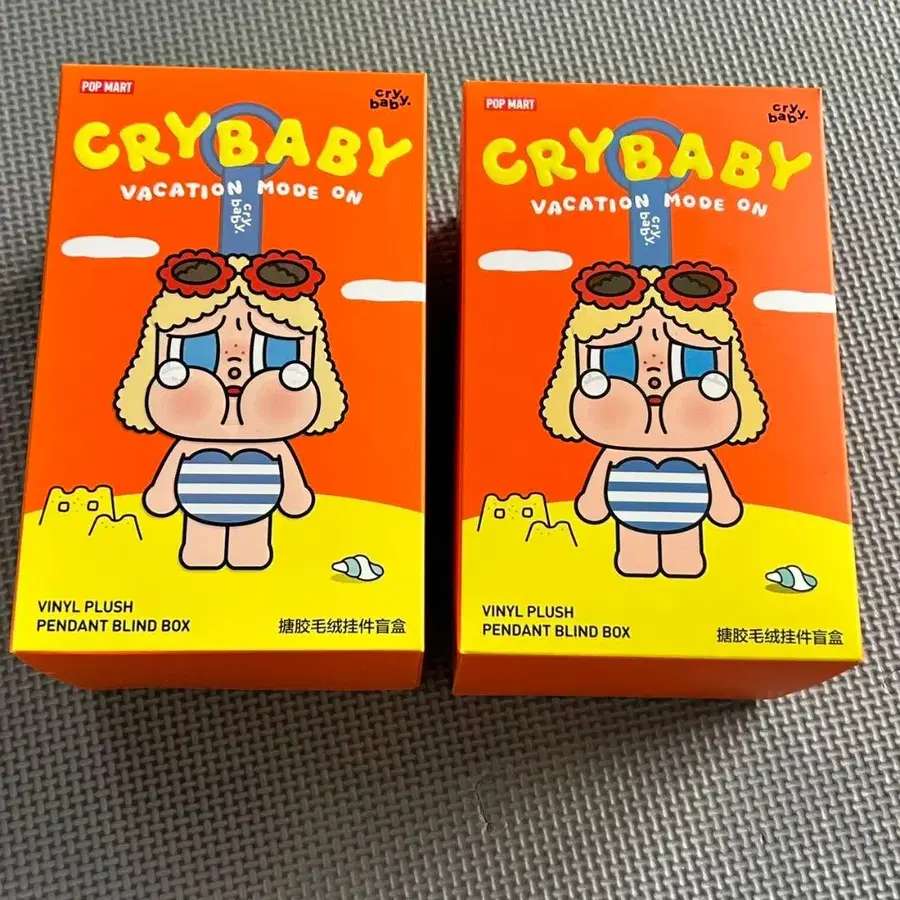 POP MART
cry
baby.
CRYBABY
VACATION MODE ON
cry
baby.
VINYL PLUSH
PENDANT BLIND BOX
搪胶毛绒挂件盲盒
POP MART
cry
baby.
CRYBABY
VACATION MODE ON
cry
baby.
VINYL PLUSH
PENDANT BLIND BOX
搪胶毛绒挂件盲盒